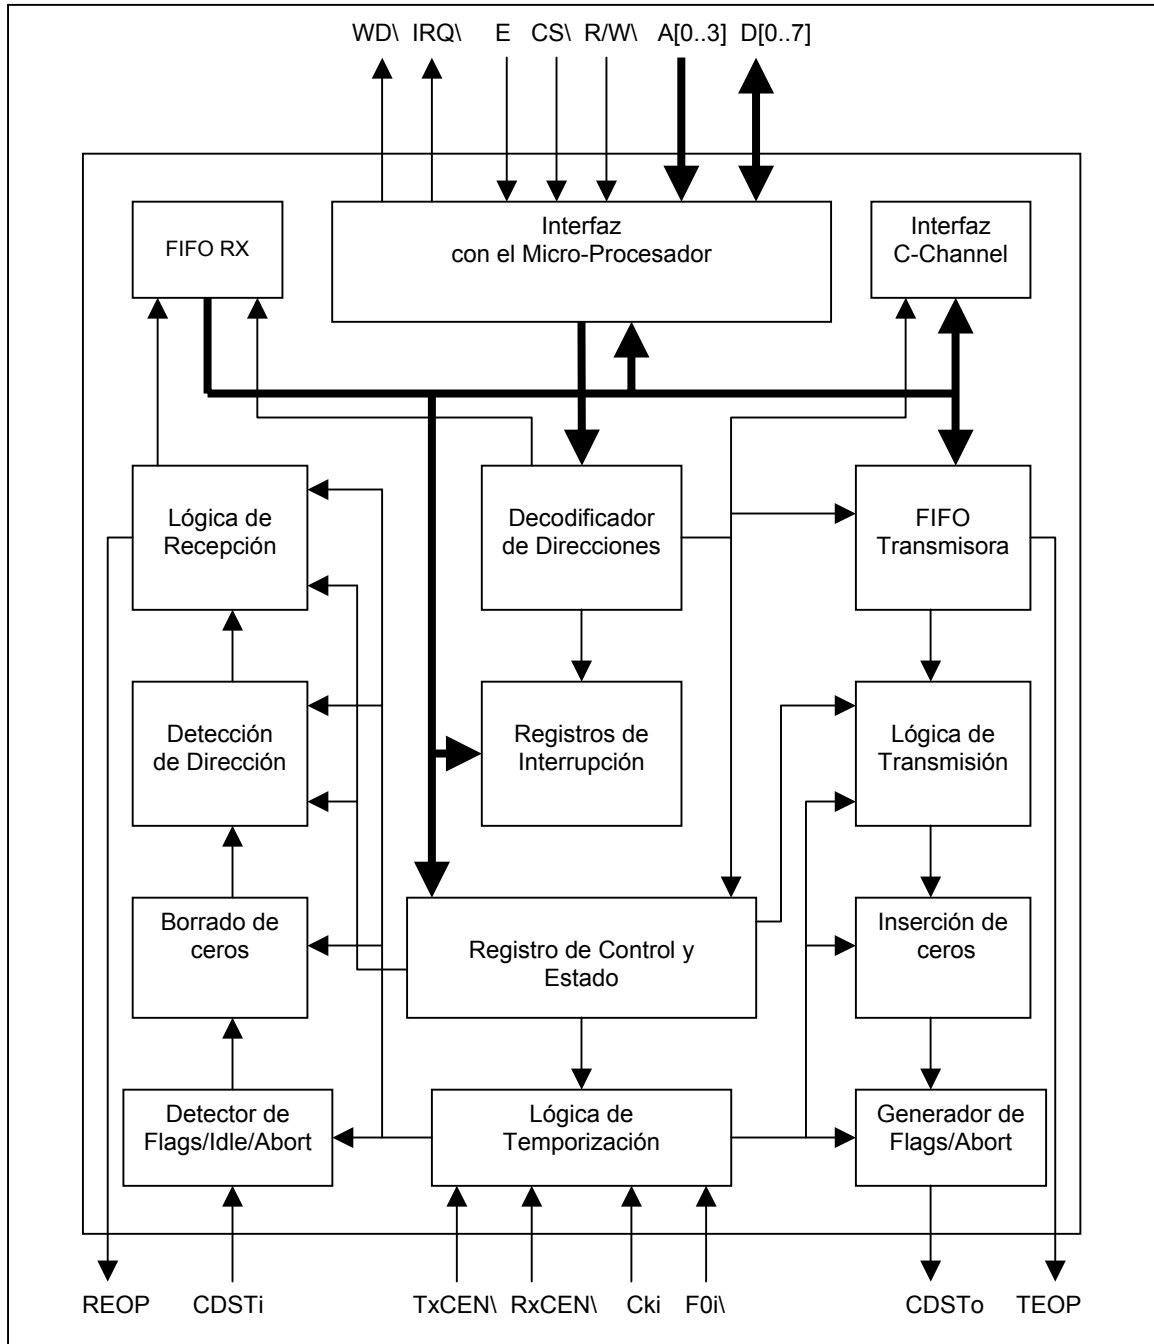 WD\ IRQ\ E CS\ R/W\ A[0..3] D[0..7]
FIFO RX
Interfaz
con el Micro-Procesador
Interfaz
C-Channel
Lógica de
Recepción
Decodificador
de Direcciones
FIFO
Transmisora
Detección
de Dirección
Registros de
Interrupción
Lógica de
Transmisión
Borrado de
ceros
Registro de Control y
Estado
Inserción de
ceros
Detector de
Flags/Idle/Abort
Lógica de
Temporización
Generador de
Flags/Abort
REOP CDSTi TxCEN\ RxCEN\ Cki F0i\ CDSTo TEOP